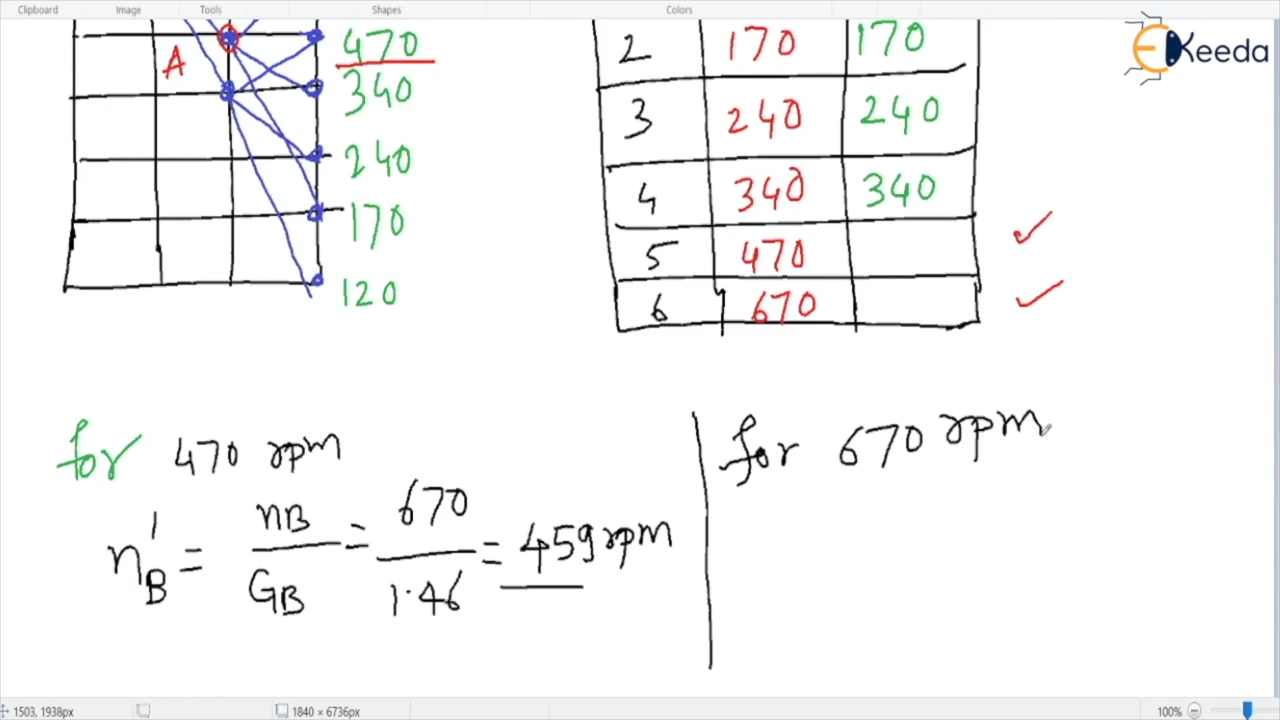 Clipboard Image Tools Shapes Colors
Keeda
A
470
340
240
170
120
2 170 170
3 240 240
4 340 340
5 470
6 670
for 470 rpm
n'B = nB / GB = 670 / 1.46 = 459 rpm
for 670 rpm
1503, 1938px
1840 × 6736px
100%